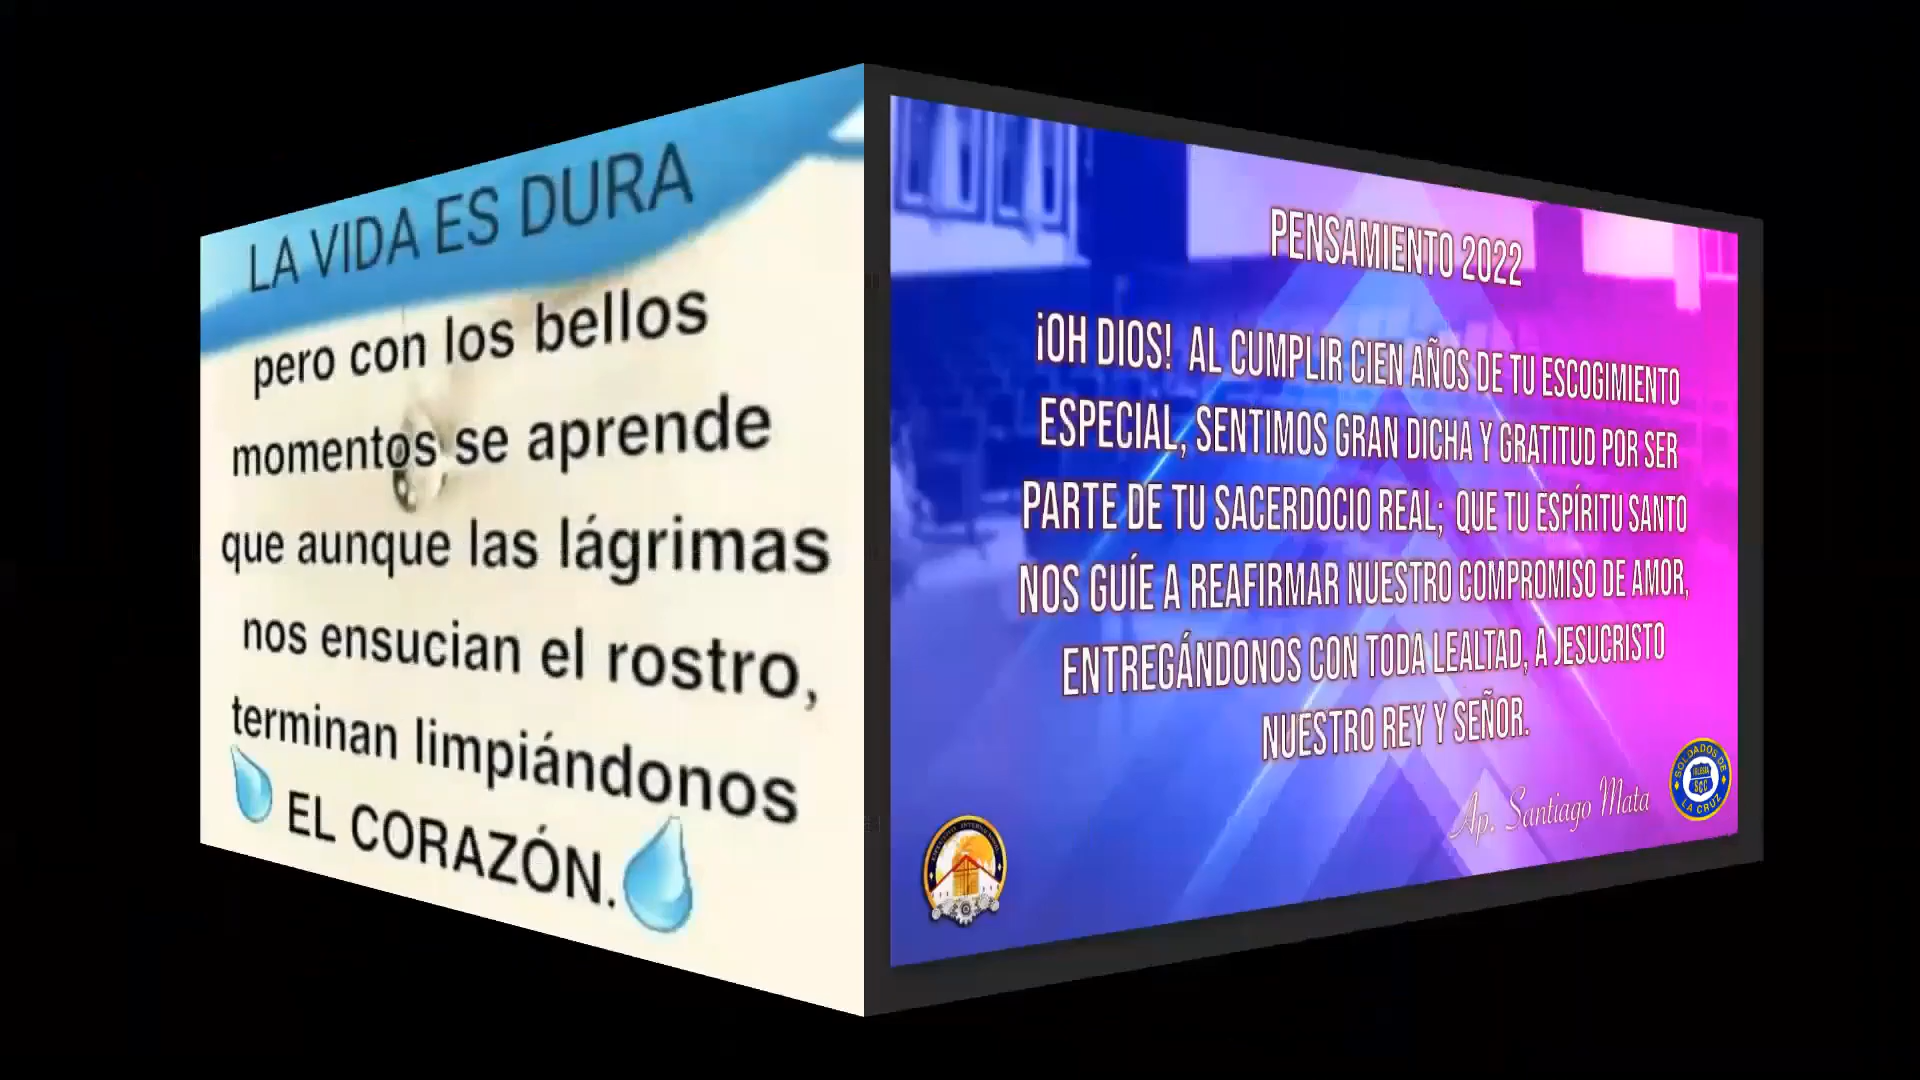 LA VIDA ES DURA
pero con los bellos
momentos se aprende
que aunque las lágrimas
nos ensucian el rostro,
terminan limpiándonos
EL CORAZÓN.
PENSAMIENTO 2022
¡OH DIOS! AL CUMPLIR CIEN AÑOS DE TU ESCOGIMIENTO
ESPECIAL, SENTIMOS GRAN DICHA Y GRATITUD POR SER
PARTE DE TU SACERDOCIO REAL; QUE TU ESPÍRITU SANTO
NOS GUÍE A REAFIRMAR NUESTRO COMPROMISO DE AMOR,
ENTREGÁNDONOS CON TODA LEALTAD, A JESUCRISTO
NUESTRO REY Y SEÑOR.
Ap. Santiago Mata
SOLDADOS DE
IGLESIA
SCC
LA CRUZ